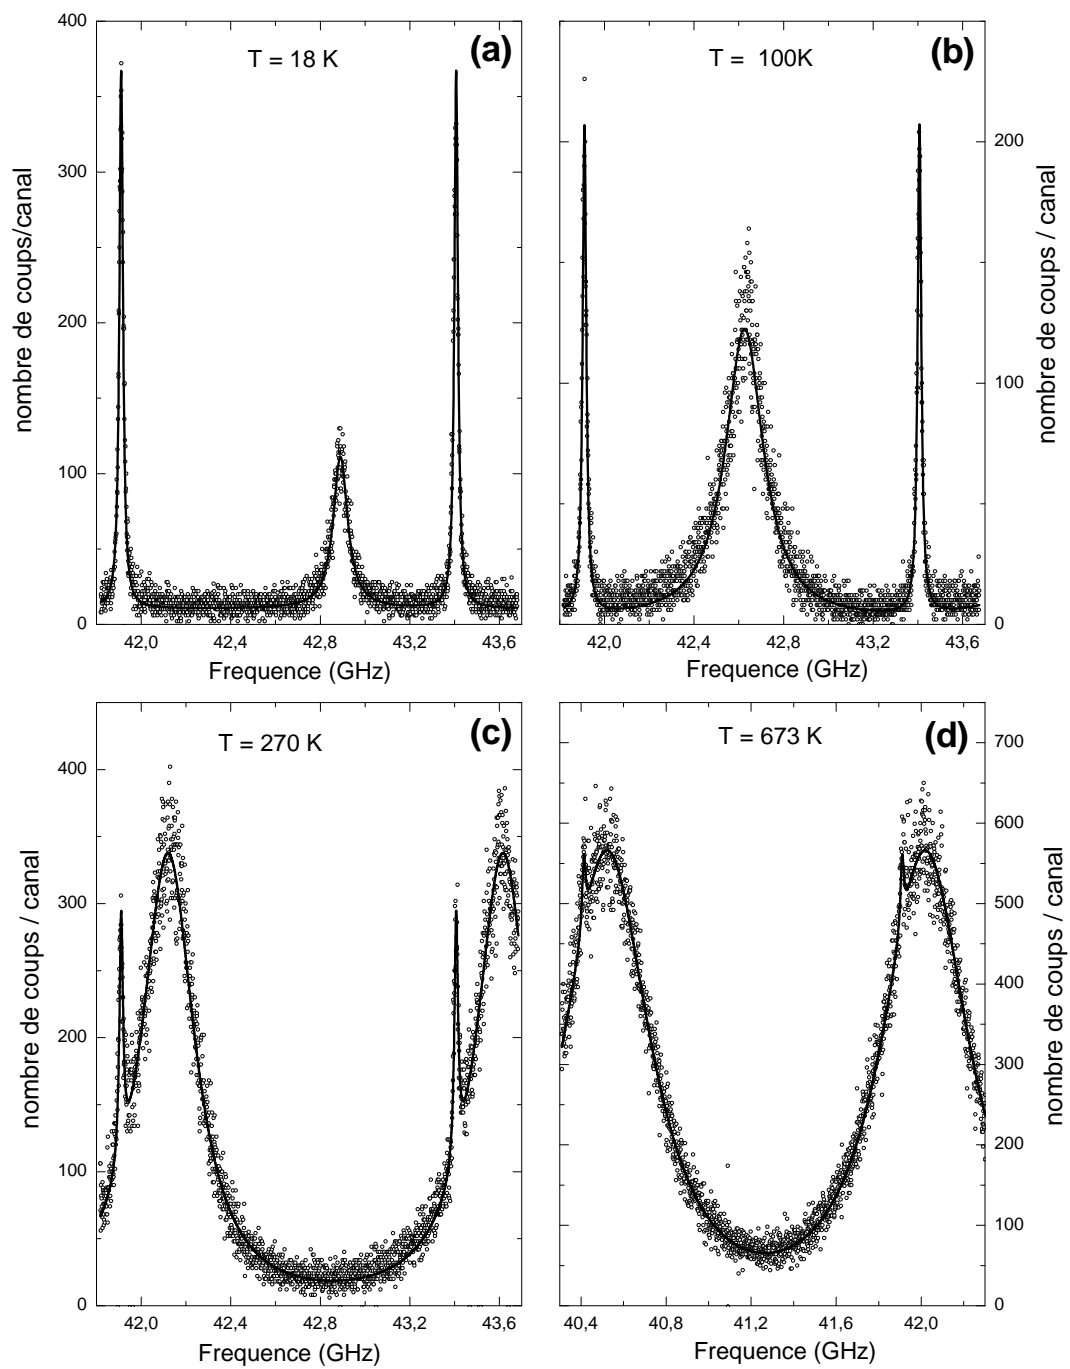 T = 18 K
(a)
400
300
200
100
0
nombre de coups/canal
42,0 42,4 42,8 43,2 43,6
Frequence (GHz)
T = 100K
(b)
200
100
0
nombre de coups / canal
42,0 42,4 42,8 43,2 43,6
Frequence (GHz)
T = 270 K
(c)
400
300
200
100
0
nombre de coups / canal
42,0 42,4 42,8 43,2 43,6
Frequence (GHz)
T = 673 K
(d)
700
600
500
400
300
200
100
0
nombre de coups / canal
40,4 40,8 41,2 41,6 42,0
Frequence (GHz)